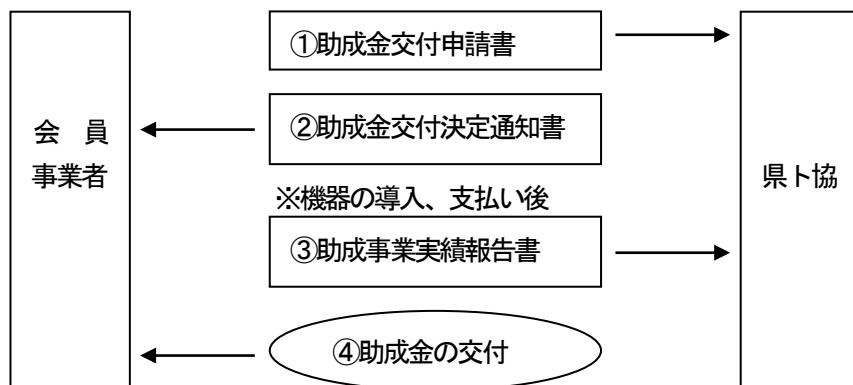 ①助成金交付申請書
②助成金交付決定通知書
会　員
事業者
県ト協
※機器の導入、支払い後
③助成事業実績報告書
④助成金の交付